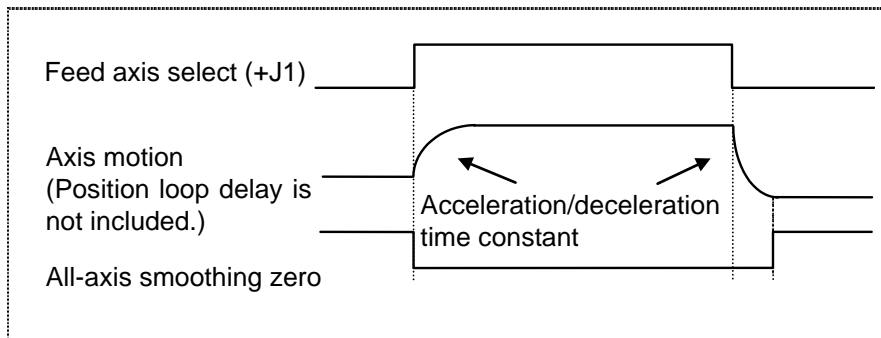 Feed axis select (+J1)
Axis motion
(Position loop delay is
not included.)
Acceleration/deceleration
time constant
All-axis smoothing zero